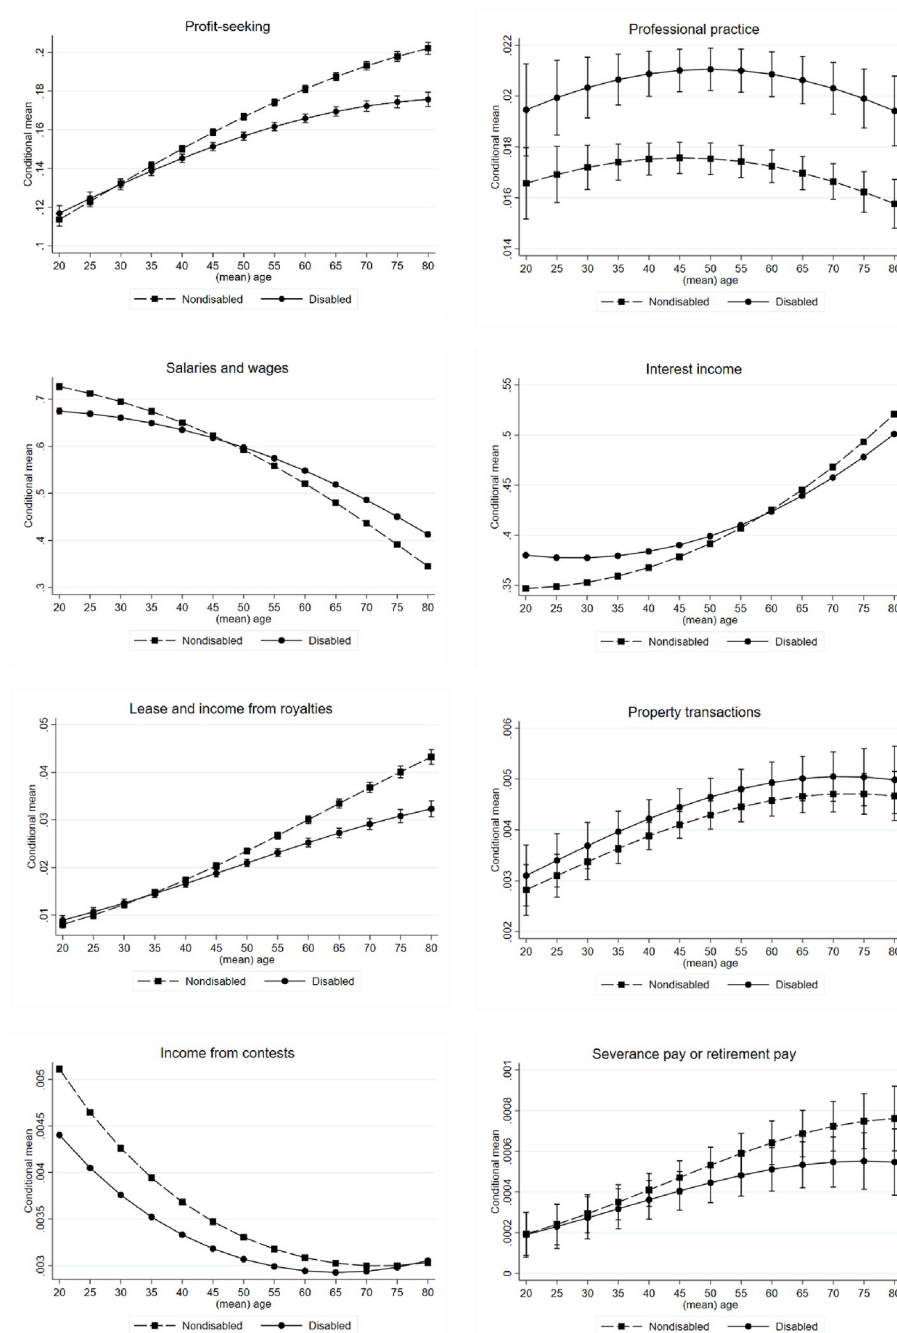 Profit-seeking
Conditional mean
.1 .12 .14 .16 .18 .2
20 25 30 35 40 45 50 55 60 65 70 75 80
(mean) age
Nondisabled Disabled
Professional practice
Conditional mean
.014 .016 .018 .02 .022
20 25 30 35 40 45 50 55 60 65 70 75 80
(mean) age
Nondisabled Disabled
Salaries and wages
Conditional mean
.3 .4 .5 .6 .7
20 25 30 35 40 45 50 55 60 65 70 75 80
(mean) age
Nondisabled Disabled
Interest income
Conditional mean
.35 .4 .45 .5 .55
20 25 30 35 40 45 50 55 60 65 70 75 80
(mean) age
Nondisabled Disabled
Lease and income from royalties
Conditional mean
.01 .02 .03 .04 .05
20 25 30 35 40 45 50 55 60 65 70 75 80
(mean) age
Nondisabled Disabled
Property transactions
Conditional mean
.002 .003 .004 .005 .006
20 25 30 35 40 45 50 55 60 65 70 75 80
(mean) age
Nondisabled Disabled
Income from contests
Conditional mean
.003 .0035 .004 .0045 .005
20 25 30 35 40 45 50 55 60 65 70 75 80
(mean) age
Nondisabled Disabled
Severance pay or retirement pay
Conditional mean
0 .0002 .0004 .0006 .0008 .001
20 25 30 35 40 45 50 55 60 65 70 75 80
(mean) age
Nondisabled Disabled